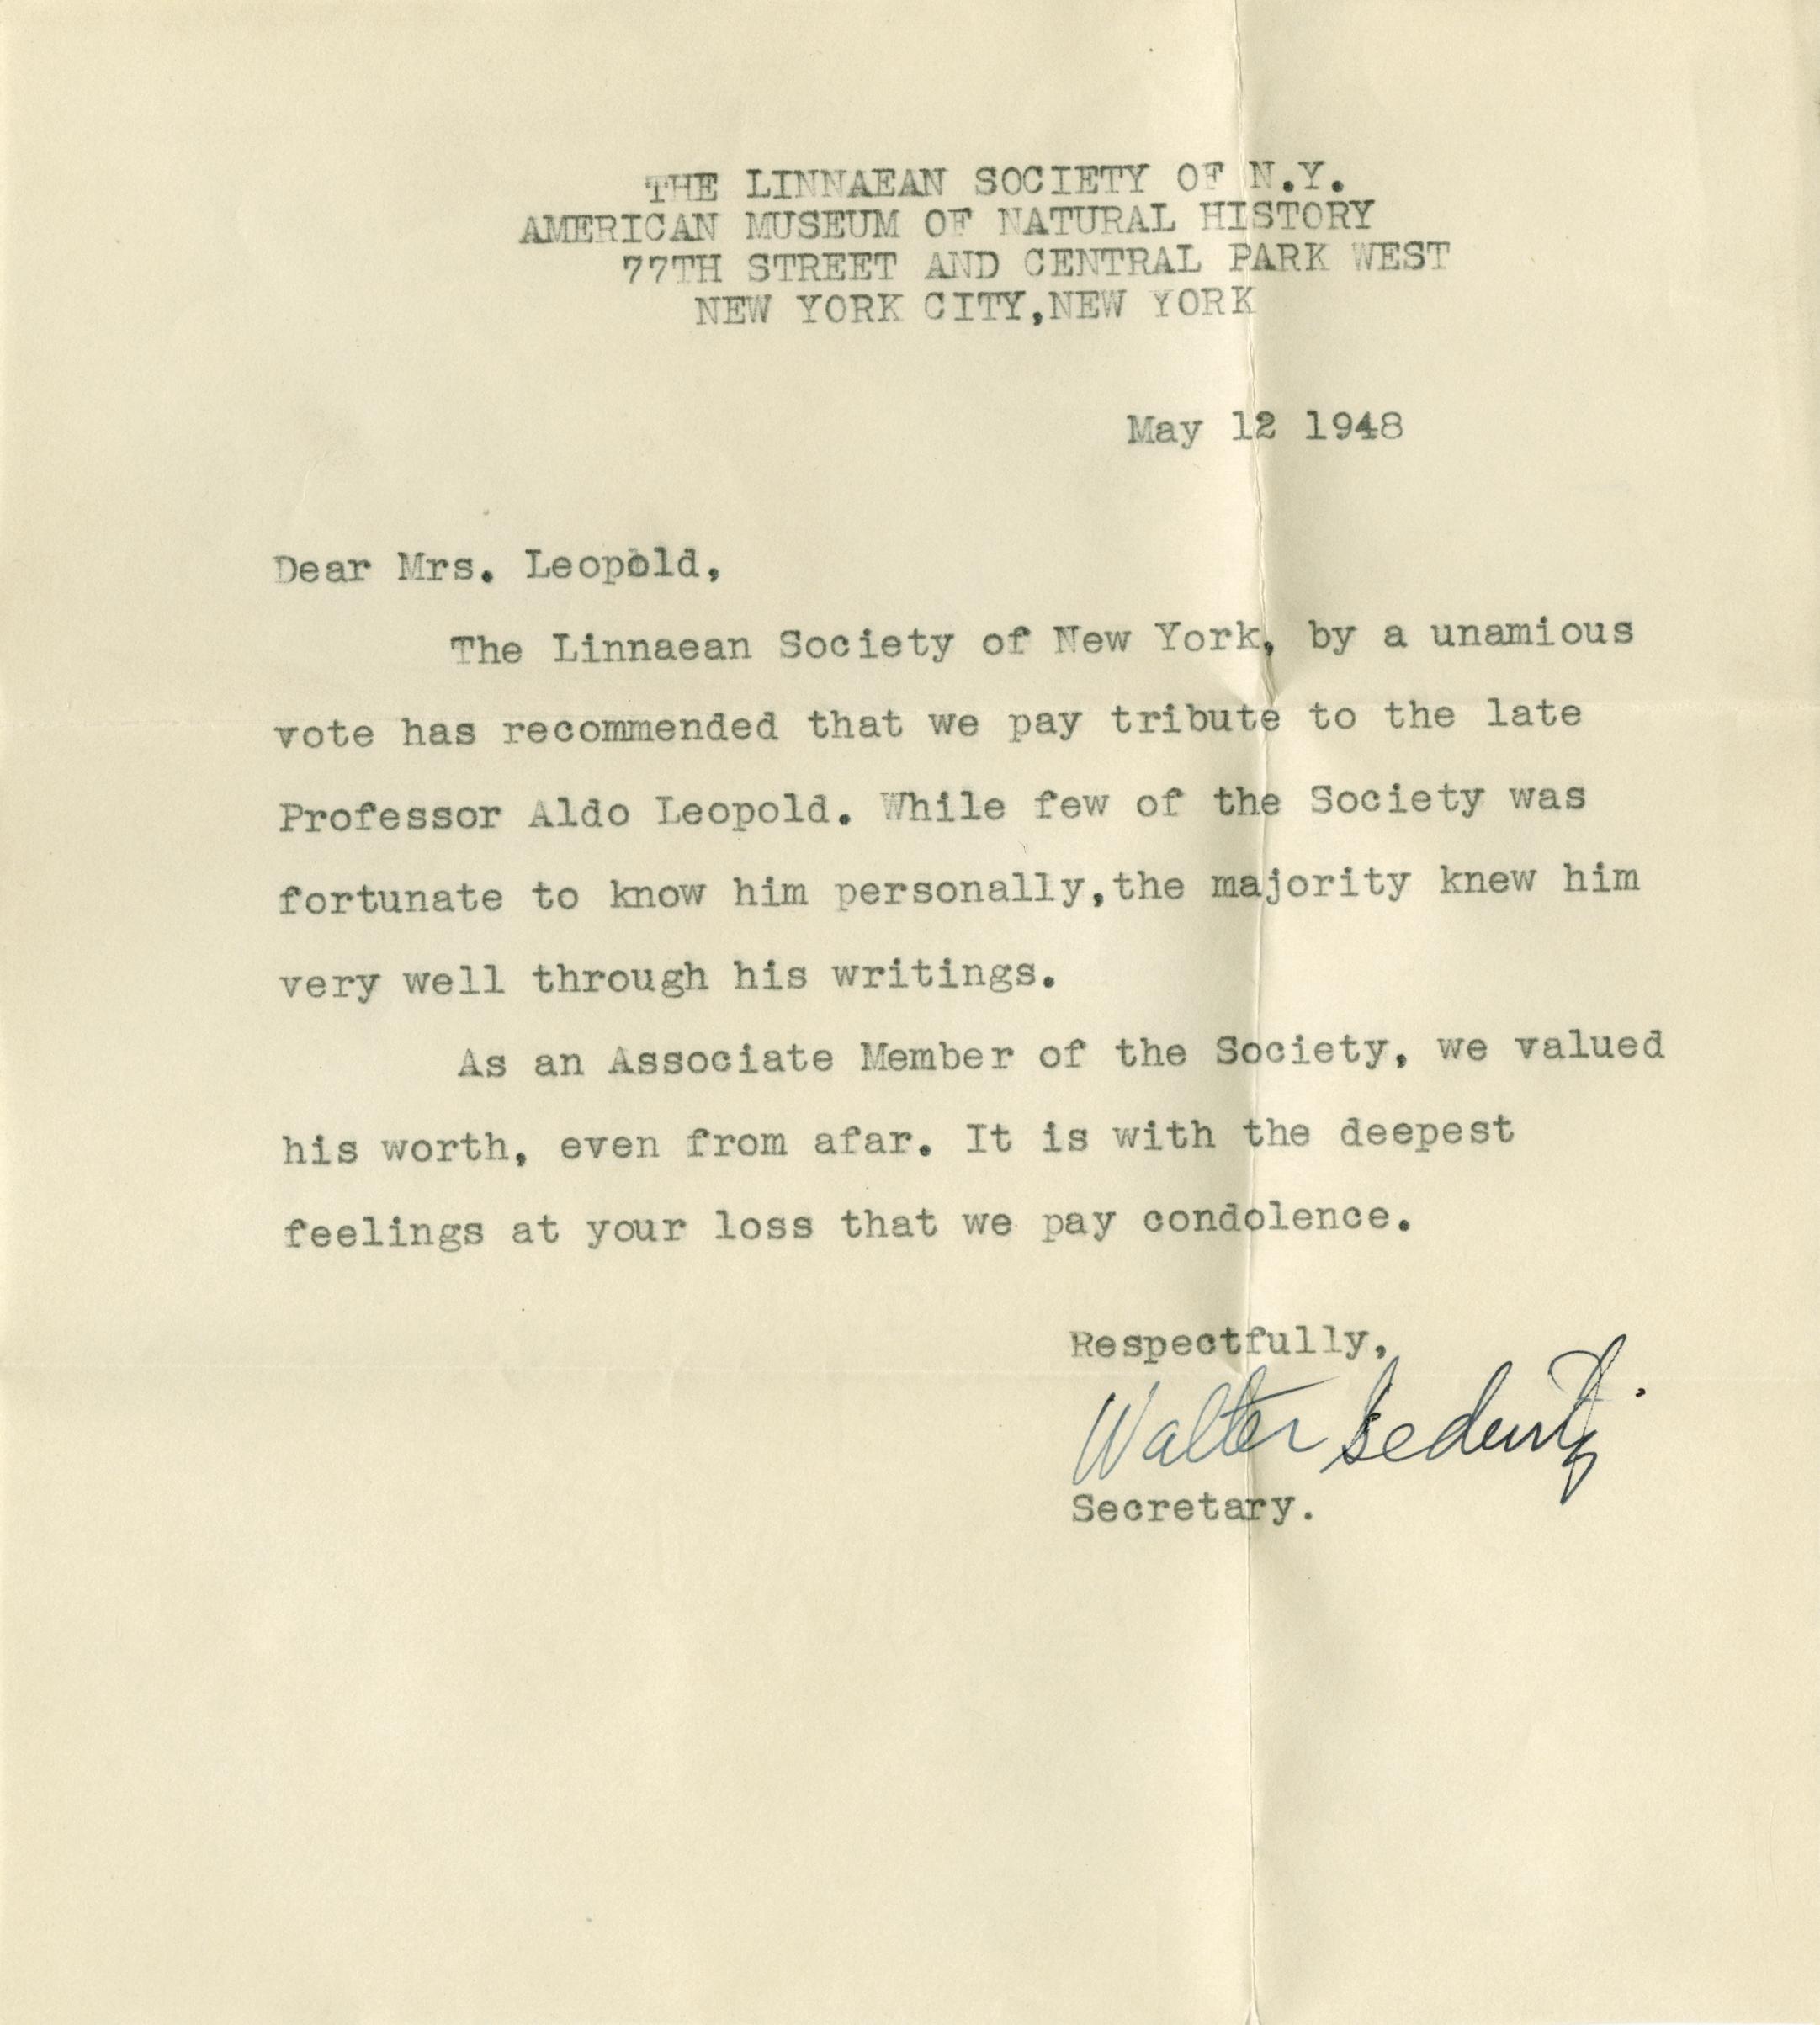 THE LINNAEAN SOCIETY OF N.Y.
AMERICAN MUSEUM OF NATURAL HISTORY
77TH STREET AND CENTRAL PARK WEST
NEW YORK CITY,NEW YORK
May 12 1948
Dear Mrs. Leopold,
The Linnaean Society of New York, by a unamious
vote has recommended that we pay tribute to the late
Professor Aldo Leopold. While few of the Society was
fortunate to know him personally,the majority knew him
very well through his writings.
As an Associate Member of the Society, we valued
his worth, even from afar. It is with the deepest
feelings at your loss that we pay condolence.
Respectfully,
Walter
Secretary.